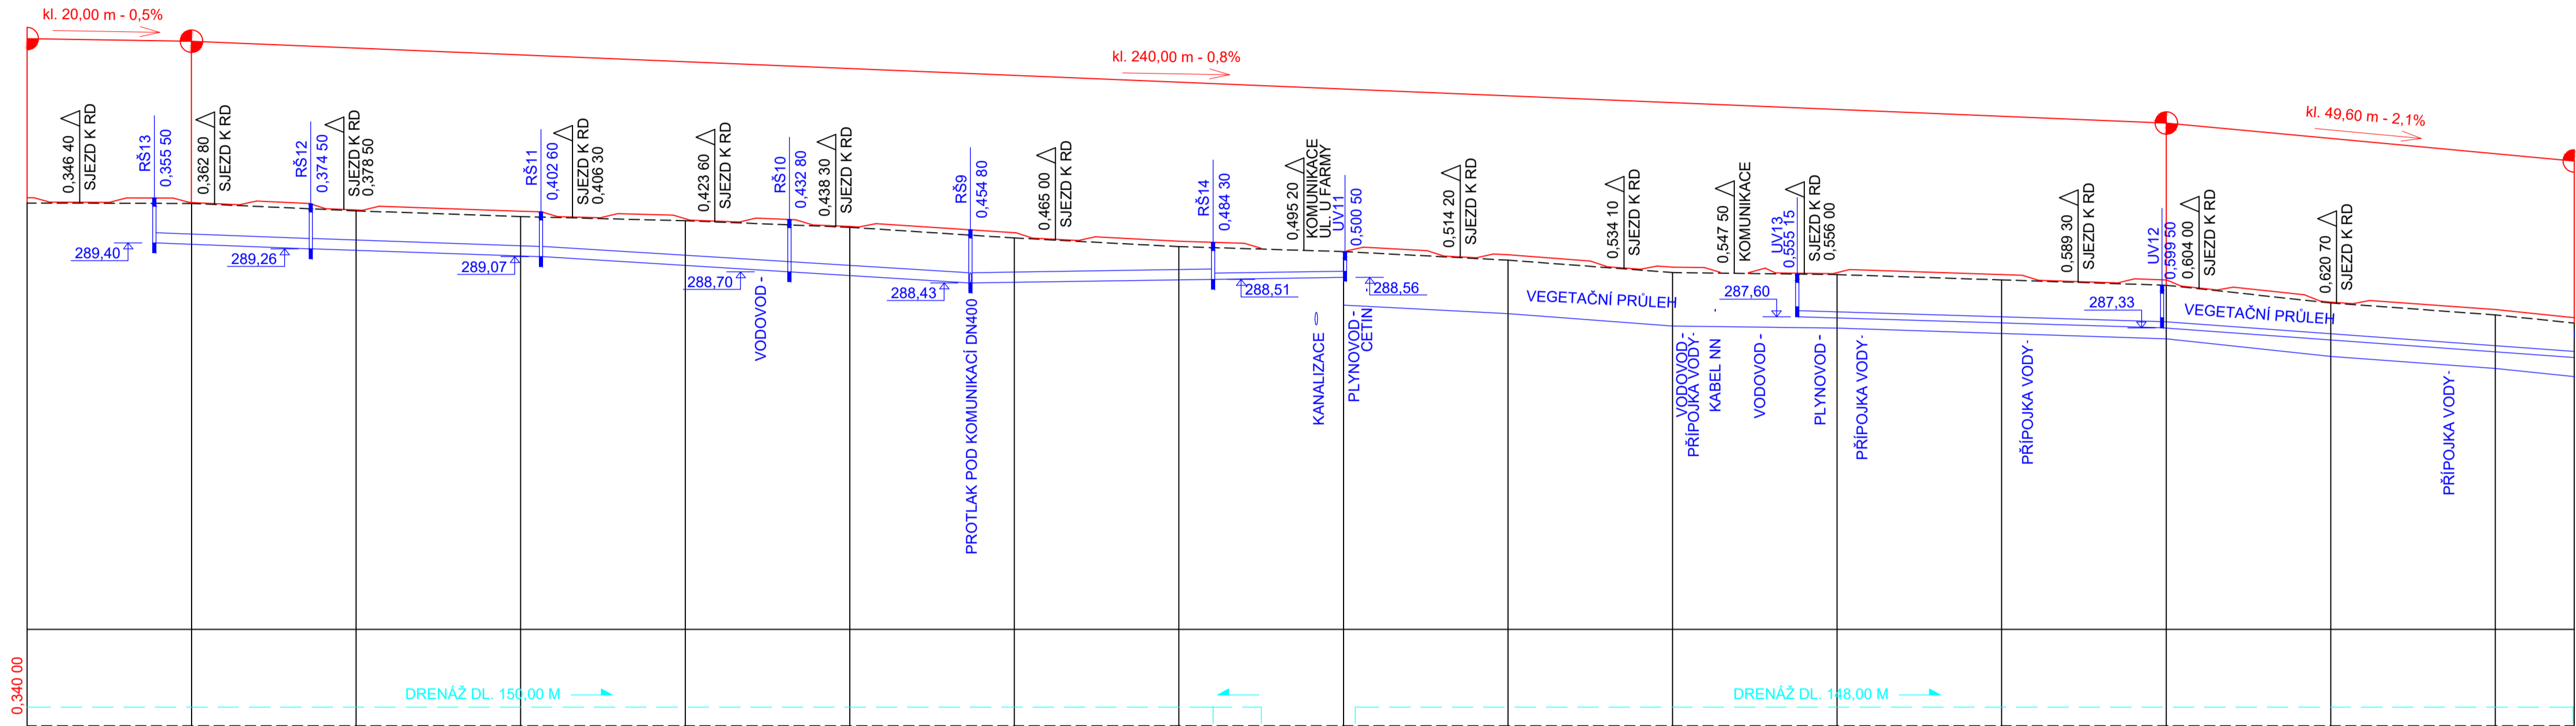 kl. 20,00 m - 0,5%
kl. 240,00 m - 0,8%
kl. 49,60 m - 2,1%
0,346 40
SJEZD K RD
RŠ13
0,355 50
0,362 80
SJEZD K RD
RŠ12
0,374 50
SJEZD K RD
0,378 50
RŠ11
0,402 60
SJEZD K RD
0,406 30
0,423 60
SJEZD K RD
RŠ10
0,432 80
0,438 30
SJEZD K RD
RŠ9
0,454 80
0,465 00
SJEZD K RD
RŠ14
0,484 30
0,495 20
KOMUNIKACE
UL. U FARMY
UV11
0,500 50
0,514 20
SJEZD K RD
0,534 10
SJEZD K RD
0,547 50
KOMUNIKACE
UV13
0,555 15
SJEZD K RD
0,556 00
0,589 30
SJEZD K RD
UV12
0,599 50
0,604 00
SJEZD K RD
0,620 70
SJEZD K RD
289,40
289,26
289,07
288,70
288,43
288,51
288,56
287,60
287,33
VEGETAČNÍ PRŮLEH
VEGETAČNÍ PRŮLEH
VODOVOD
PROTLAK POD KOMUNIKACÍ DN400
KANALIZACE
PLYNOVOD
CETIN
VODOVOD
PŘÍPOJKA VODY
KABEL NN
VODOVOD
PLYNOVOD
PŘÍPOJKA VODY
PŘÍPOJKA VODY
PŘÍPOJKA VODY
0,340 00
DRENÁŽ DL. 150,00 M
DRENÁŽ DL. 148,00 M